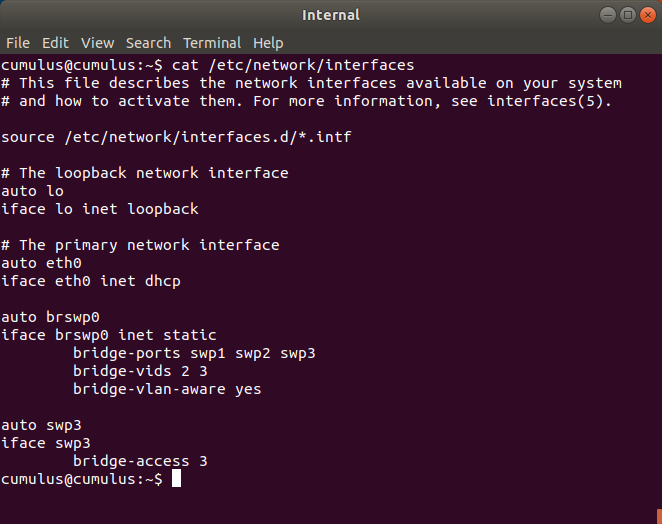 Internal
File Edit View Search Terminal Help
cumulus@cumulus:~$ cat /etc/network/interfaces
# This file describes the network interfaces available on your system
# and how to activate them. For more information, see interfaces(5).
source /etc/network/interfaces.d/*.intf
# The loopback network interface
auto lo
iface lo inet loopback
# The primary network interface
auto eth0
iface eth0 inet dhcp
auto brswp0
iface brswp0 inet static
        bridge-ports swp1 swp2 swp3
        bridge-vids 2 3
        bridge-vlan-aware yes
auto swp3
iface swp3
        bridge-access 3
cumulus@cumulus:~$